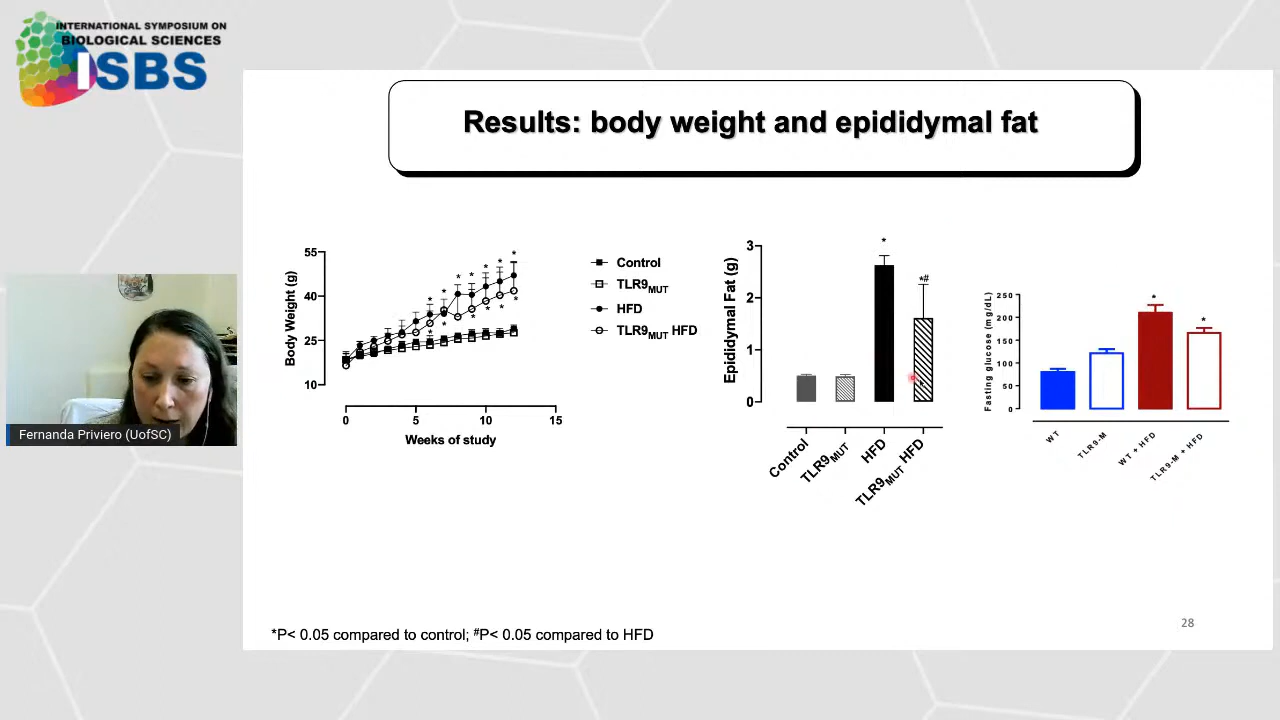 INTERNATIONAL SYMPOSIUM ON
BIOLOGICAL SCIENCES
ISBS
Results: body weight and epididymal fat
55
40
25
10
Body Weight (g)
0
5
10
15
Weeks of study
Control
TLR9MUT
HFD
TLR9MUT HFD
* * * * * * *
* * * * * * *
3
2
1
0
Epididymal Fat (g)
*
*#
Control
TLR9MUT
HFD
TLR9MUT HFD
250
200
150
100
50
0
Fasting glucose (mg/dL)
*
*
WT
TLR9-M
WT + HFD
TLR9-M + HFD
Fernanda Priviero (UofSC)
*P< 0.05 compared to control; #P< 0.05 compared to HFD
28